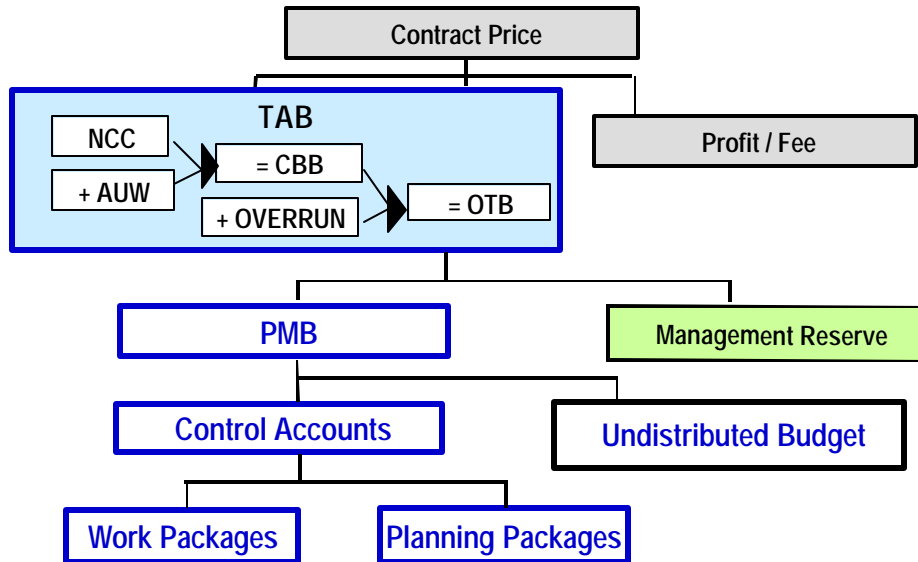 Contract Price
TAB
NCC
= CBB
+ AUW
= OTB
+ OVERRUN
Profit / Fee
PMB
Management Reserve
Control Accounts
Undistributed Budget
Work Packages
Planning Packages